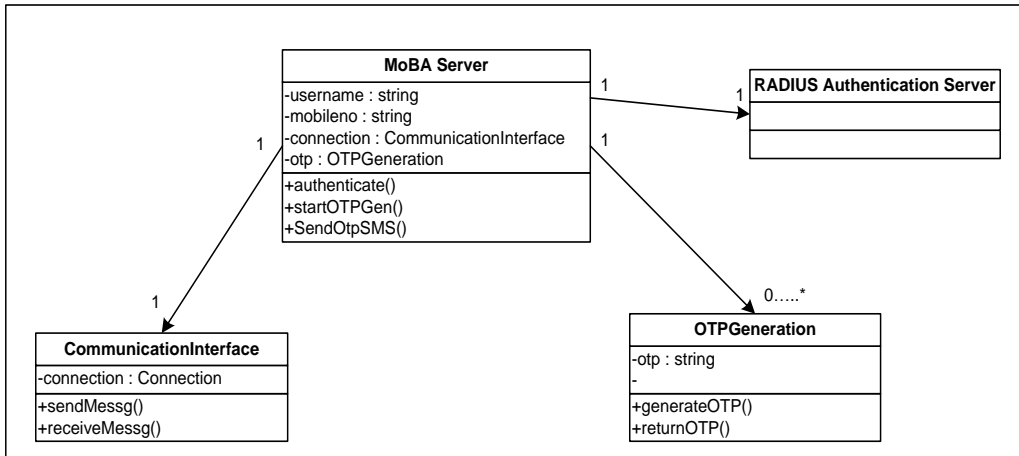 MoBA Server
-username : string
-mobileno : string
-connection : CommunicationInterface
-otp : OTPGeneration
+authenticate()
+startOTPGen()
+SendOtpSMS()
1
1
RADIUS Authentication Server
1
1
1
0.....*
CommunicationInterface
-connection : Connection
+sendMessg()
+receiveMessg()
OTPGeneration
-otp : string
-
+generateOTP()
+returnOTP()